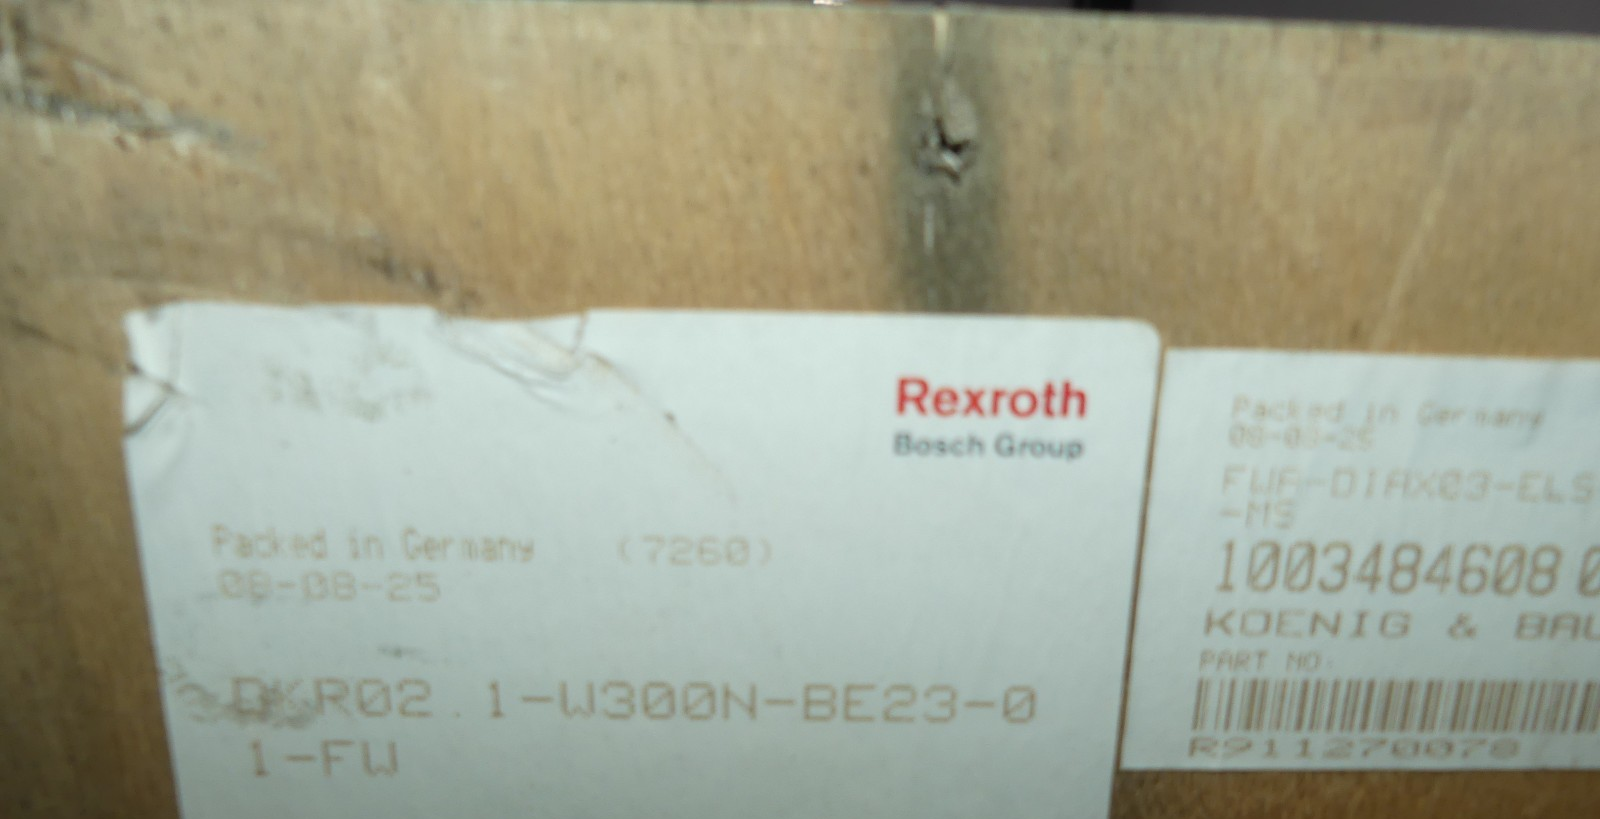 Rexroth
Bosch Group
Packed in Germany (7260)
08-08-25
DKR02.1-W300N-BE23-0
1-FW
Packed in Germany
08-08-25
FWA-DIAX03-ELS
-MS
1003484608 0
KOENIG & BAU
PART NO.
R911270078